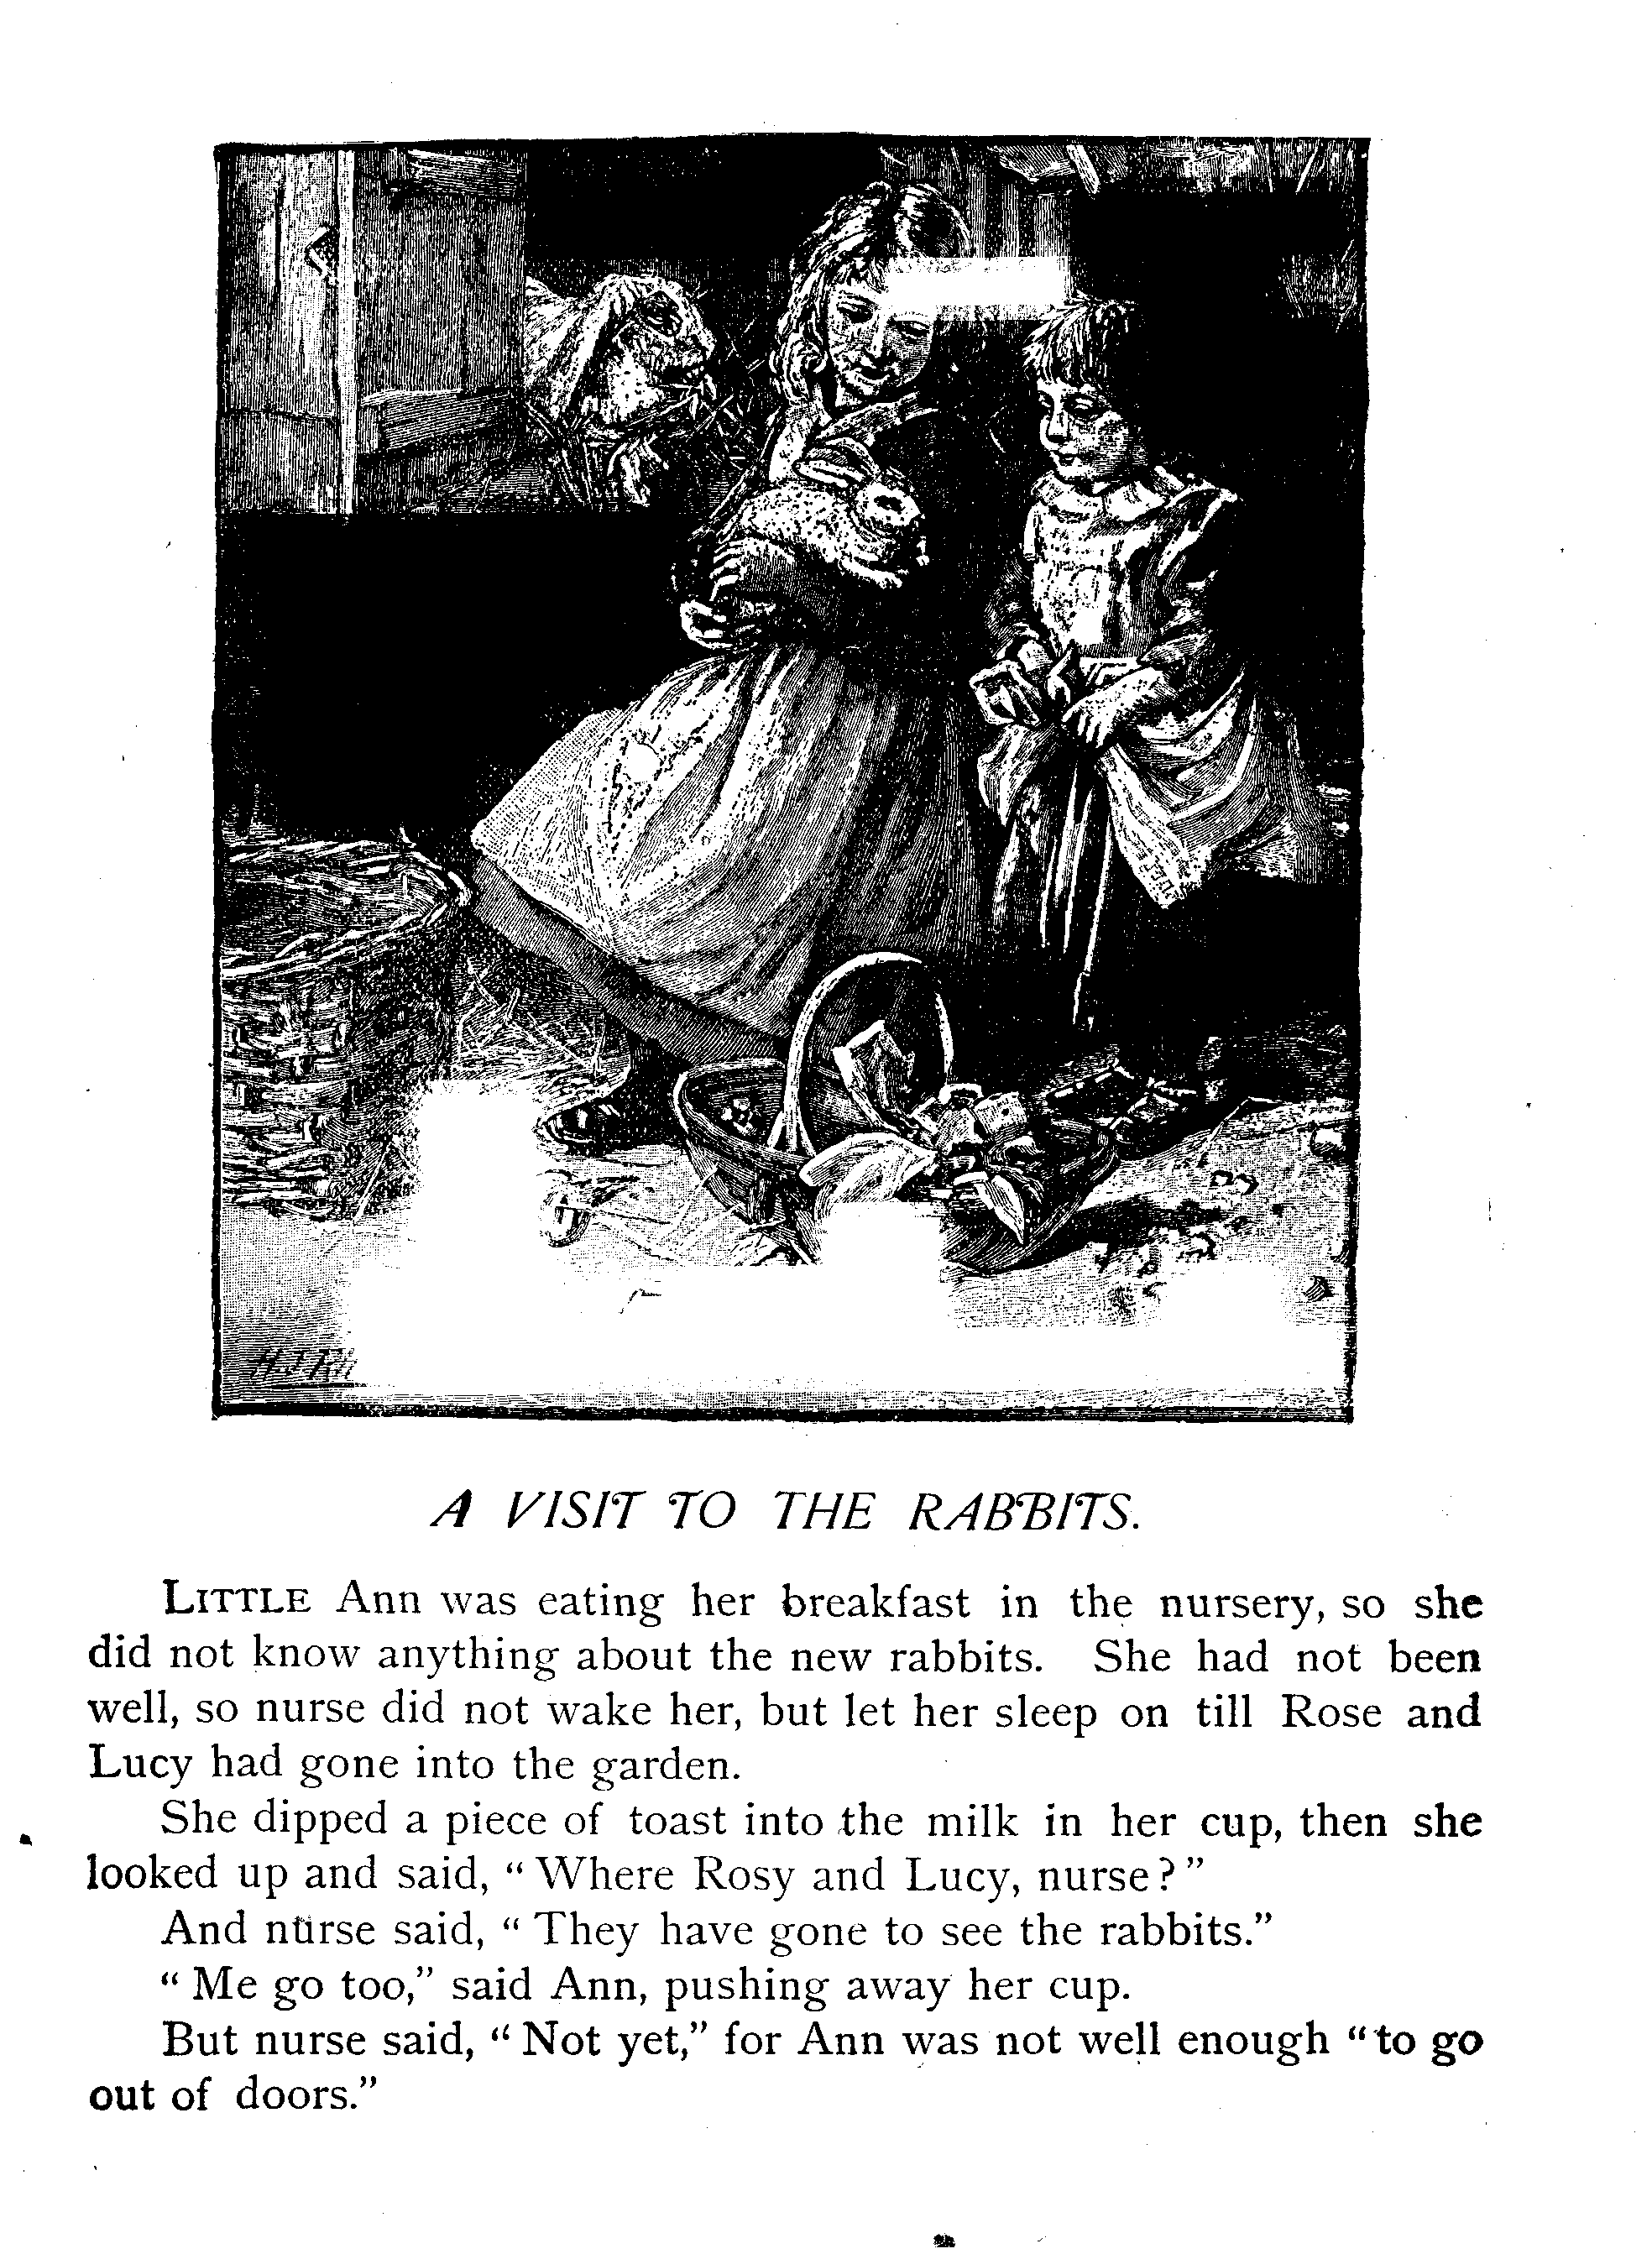 A VISIT TO THE RABBITS.
LITTLE Ann was eating her breakfast in the nursery, so she
did not know anything about the new rabbits. She had not been
well, so nurse did not wake her, but let her sleep on till Rose and
Lucy had gone into the garden.
She dipped a piece of toast into the milk in her cup, then she
looked up and said, “Where Rosy and Lucy, nurse?”
And nurse said, “They have gone to see the rabbits.”
“Me go too,” said Ann, pushing away her cup.
But nurse said, “Not yet,” for Ann was not well enough “to go
out of doors.”